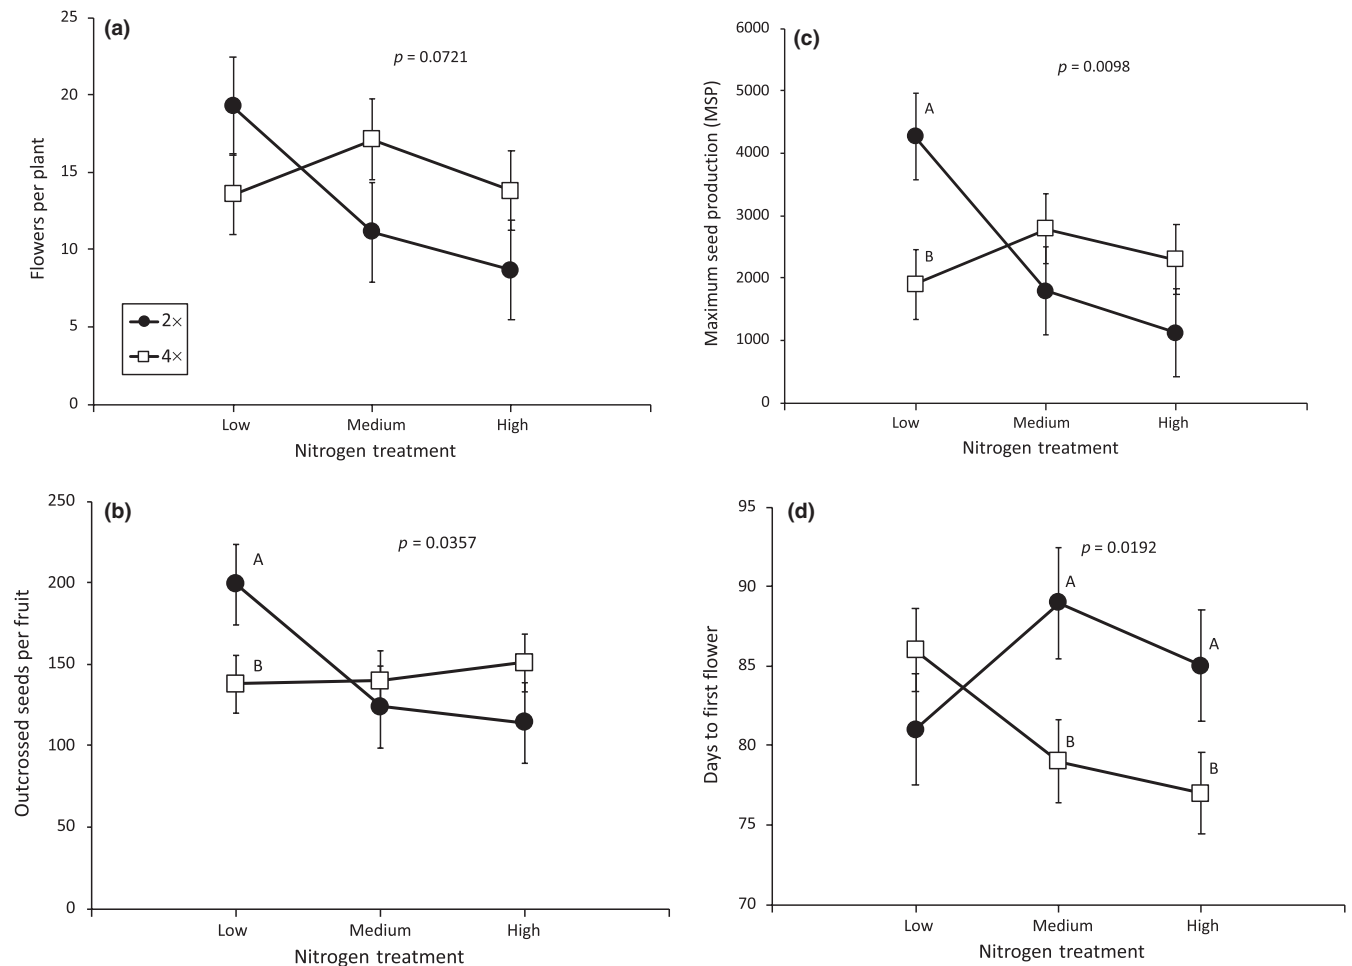 (a)
p = 0.0721
25
20
15
10
5
0
Flowers per plant
2×
4×
Low Medium High
Nitrogen treatment
(c)
p = 0.0098
6000
5000
4000
3000
2000
1000
0
Maximum seed production (MSP)
A
B
Low Medium High
Nitrogen treatment
(b)
p = 0.0357
250
200
150
100
50
0
Outcrossed seeds per fruit
A
B
Low Medium High
Nitrogen treatment
(d)
p = 0.0192
95
90
85
80
75
70
Days to first flower
A
A
B
B
Low Medium High
Nitrogen treatment